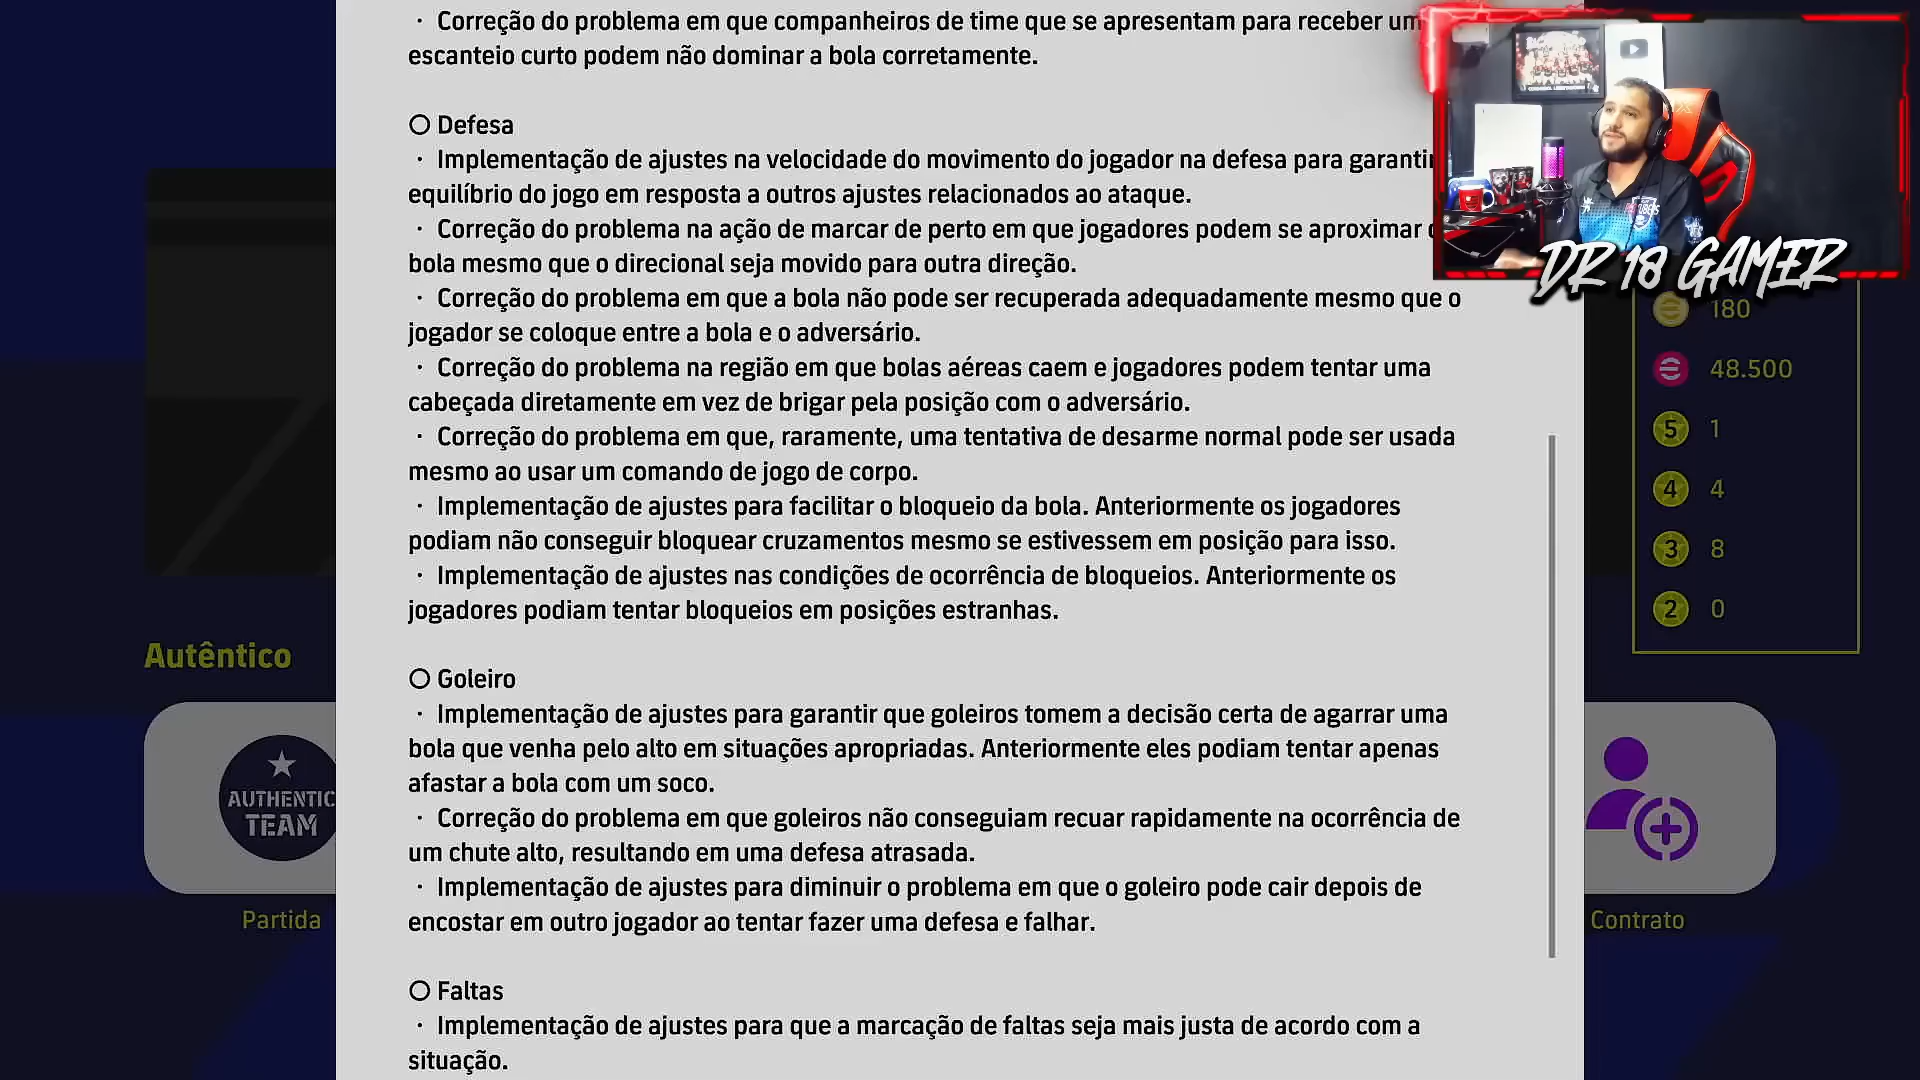 · Correção do problema em que companheiros de time que se apresentam para receber um
escanteio curto podem não dominar a bola corretamente.
○ Defesa
· Implementação de ajustes na velocidade do movimento do jogador na defesa para garantir
equilíbrio do jogo em resposta a outros ajustes relacionados ao ataque.
· Correção do problema na ação de marcar de perto em que jogadores podem se aproximar
bola mesmo que o direcional seja movido para outra direção.
· Correção do problema em que a bola não pode ser recuperada adequadamente mesmo que o
jogador se coloque entre a bola e o adversário.
· Correção do problema na região em que bolas aéreas caem e jogadores podem tentar uma
cabeçada diretamente em vez de brigar pela posição com o adversário.
· Correção do problema em que, raramente, uma tentativa de desarme normal pode ser usada
mesmo ao usar um comando de jogo de corpo.
· Implementação de ajustes para facilitar o bloqueio da bola. Anteriormente os jogadores
podiam não conseguir bloquear cruzamentos mesmo se estivessem em posição para isso.
· Implementação de ajustes nas condições de ocorrência de bloqueios. Anteriormente os
jogadores podiam tentar bloqueios em posições estranhas.
○ Goleiro
· Implementação de ajustes para garantir que goleiros tomem a decisão certa de agarrar uma
bola que venha pelo alto em situações apropriadas. Anteriormente eles podiam tentar apenas
afastar a bola com um soco.
· Correção do problema em que goleiros não conseguiam recuar rapidamente na ocorrência de
um chute alto, resultando em uma defesa atrasada.
· Implementação de ajustes para diminuir o problema em que o goleiro pode cair depois de
encostar em outro jogador ao tentar fazer uma defesa e falhar.
○ Faltas
· Implementação de ajustes para que a marcação de faltas seja mais justa de acordo com a
situação.
DR 18 GAMER
180
48.500
5 1
4 4
3 8
2 0
Autêntico
AUTHENTIC
TEAM
Partida
Contrato